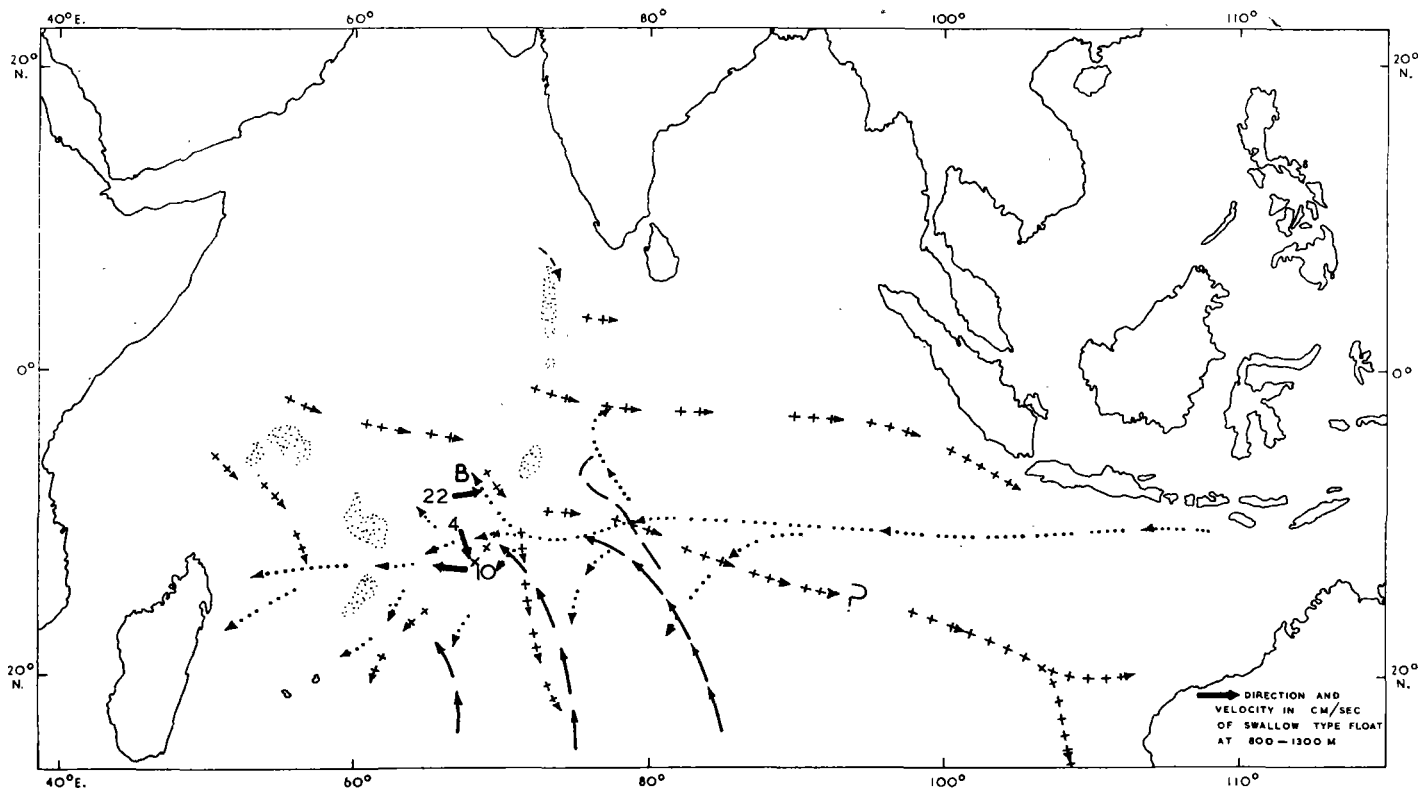 40°E. 60° 80° 100° 110°
20° N. 20° N.
0° 0°
B
22
4
10
?
20° N. 20° N.
DIRECTION AND
VELOCITY IN CM/SEC
OF SWALLOW TYPE FLOAT
AT 800-1300 M
40°E. 60° 80° 100° 110°